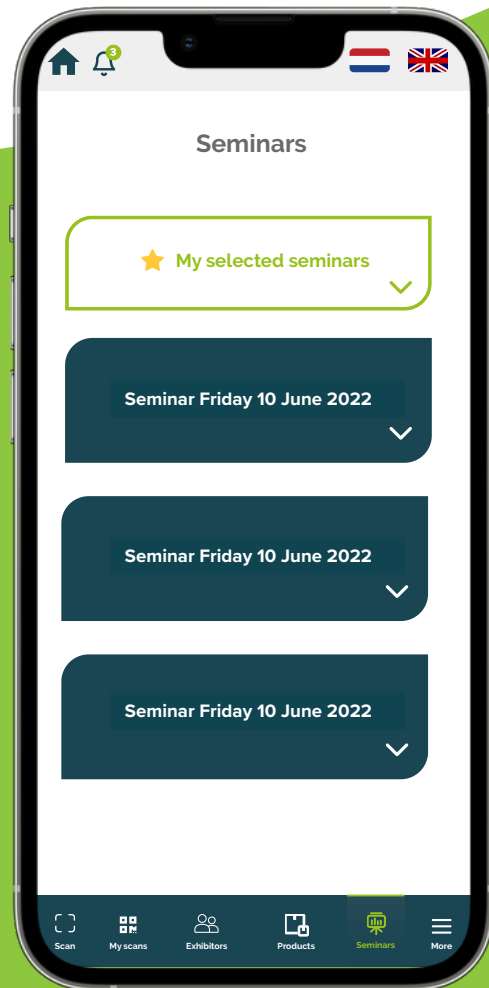 3
Seminars
My selected seminars
Seminar Friday 10 June 2022
Seminar Friday 10 June 2022
Seminar Friday 10 June 2022
Scan
My scans
Exhibitors
Products
Seminars
More